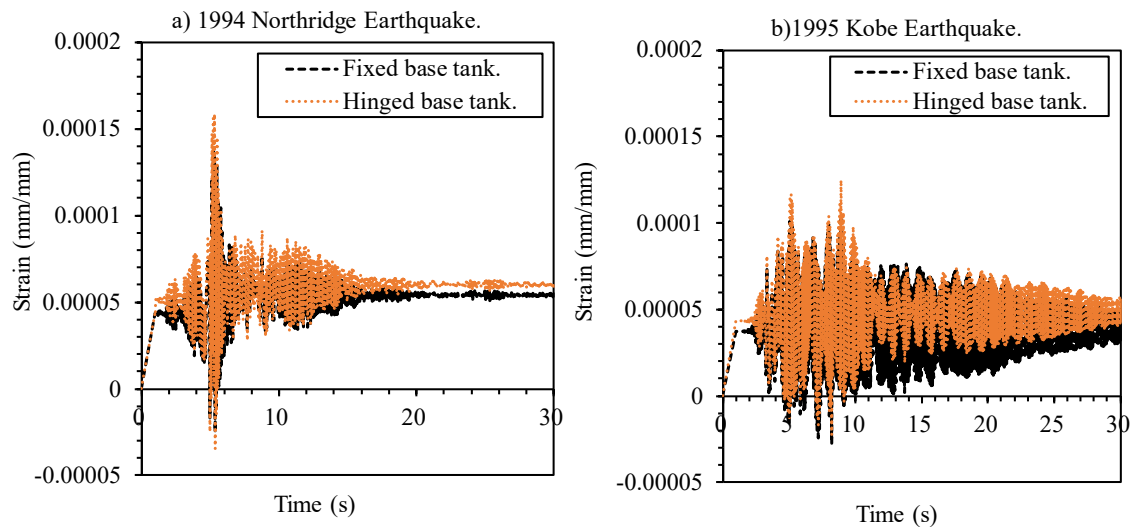 a) 1994 Northridge Earthquake.
0.0002
0.00015
0.0001
0.00005
0
-0.00005
Strain (mm/mm)
Fixed base tank.
Hinged base tank.
0 10 20 30
Time (s)
b)1995 Kobe Earthquake.
0.0002
0.00015
0.0001
0.00005
0
-0.00005
Strain (mm/mm)
Fixed base tank.
Hinged base tank.
0 5 10 15 20 25 30
Time (s)